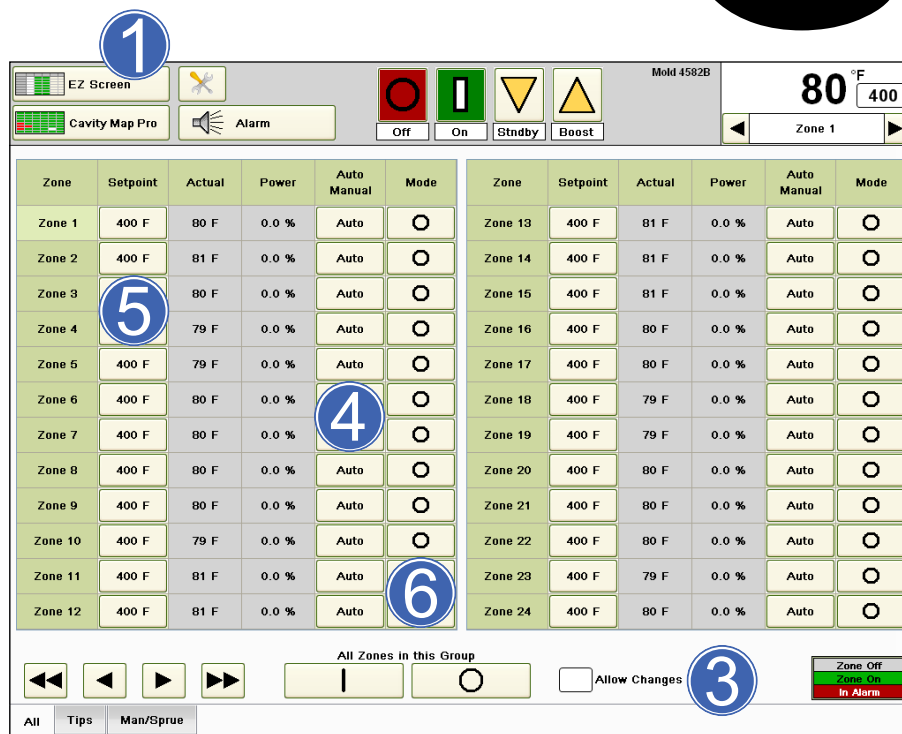 1
EZ Screen
Mold 4582B
80 °F
400
Cavity Map Pro
Alarm
Off
On
Stndby
Boost
Zone 1
Zone Setpoint Actual Power Auto Manual Mode Zone Setpoint Actual Power Auto Manual Mode
Zone 1 400 F 80 F 0.0 % Auto O Zone 13 400 F 81 F 0.0 % Auto O
Zone 2 400 F 81 F 0.0 % Auto O Zone 14 400 F 81 F 0.0 % Auto O
Zone 3 80 F 0.0 % Auto O Zone 15 400 F 81 F 0.0 % Auto O
5
Zone 4 79 F 0.0 % Auto O Zone 16 400 F 80 F 0.0 % Auto O
Zone 5 400 F 79 F 0.0 % Auto O Zone 17 400 F 80 F 0.0 % Auto O
Zone 6 400 F 80 F 0.0 % O Zone 18 400 F 79 F 0.0 % Auto O
4
Zone 7 400 F 80 F 0.0 % O Zone 19 400 F 79 F 0.0 % Auto O
Zone 8 400 F 80 F 0.0 % Auto O Zone 20 400 F 80 F 0.0 % Auto O
Zone 9 400 F 80 F 0.0 % Auto O Zone 21 400 F 80 F 0.0 % Auto O
Zone 10 400 F 79 F 0.0 % Auto O Zone 22 400 F 80 F 0.0 % Auto O
Zone 11 400 F 81 F 0.0 % Auto Zone 23 400 F 79 F 0.0 % Auto O
6
Zone 12 400 F 81 F 0.0 % Auto Zone 24 400 F 80 F 0.0 % Auto O
All Zones in this Group
I O
Allow Changes
3
Zone Off
Zone On
In Alarm
All Tips Man/Sprue